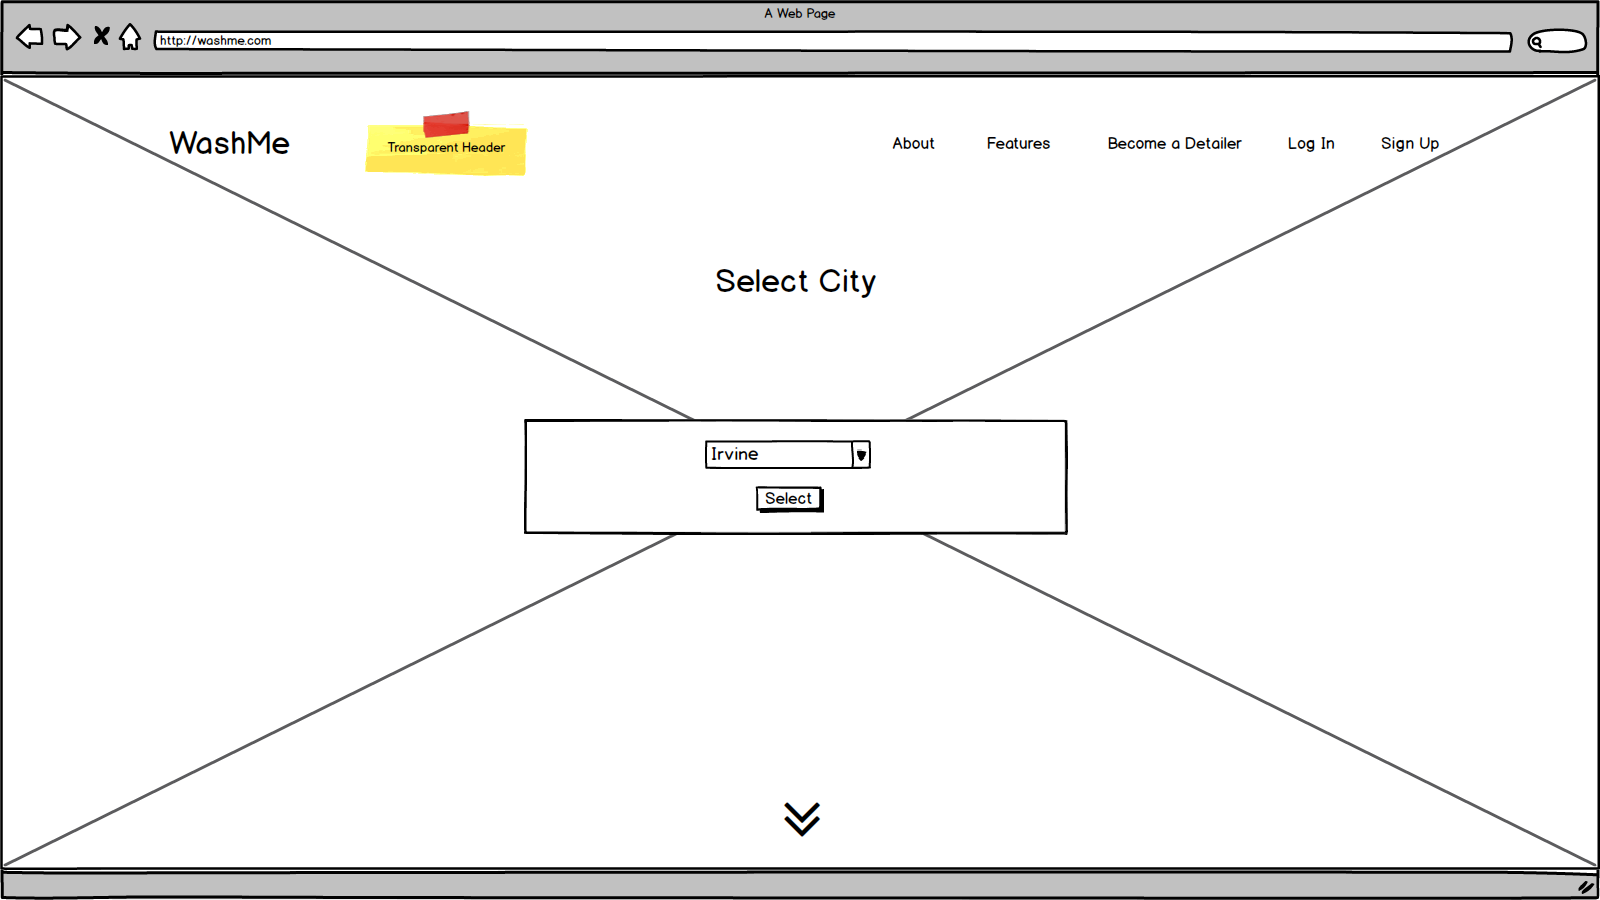 A Web Page
http://washme.com
WashMe
Transparent Header
About
Features
Become a Detailer
Log In
Sign Up
Select City
Irvine
Select